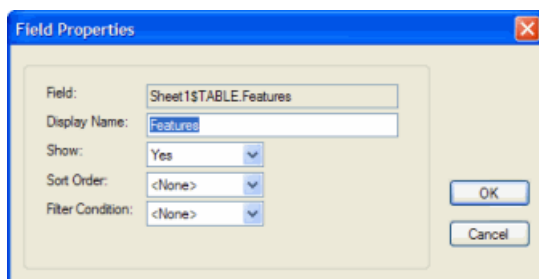 Field Properties
Field: Sheet1$TABLE.Features
Display Name: Features
Show: Yes
Sort Order: <None>
Filter Condition: <None>
OK
Cancel